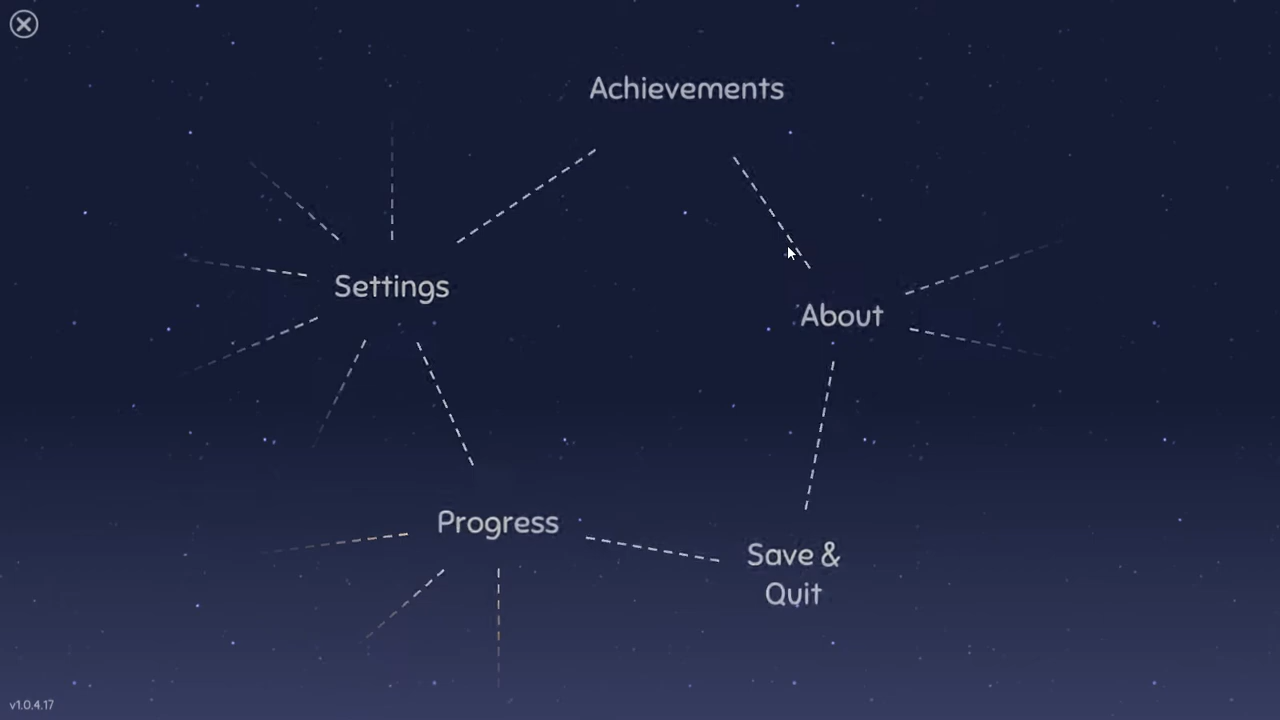 Achievements
Settings
About
Progress
Save &
Quit
v1.0.4.17